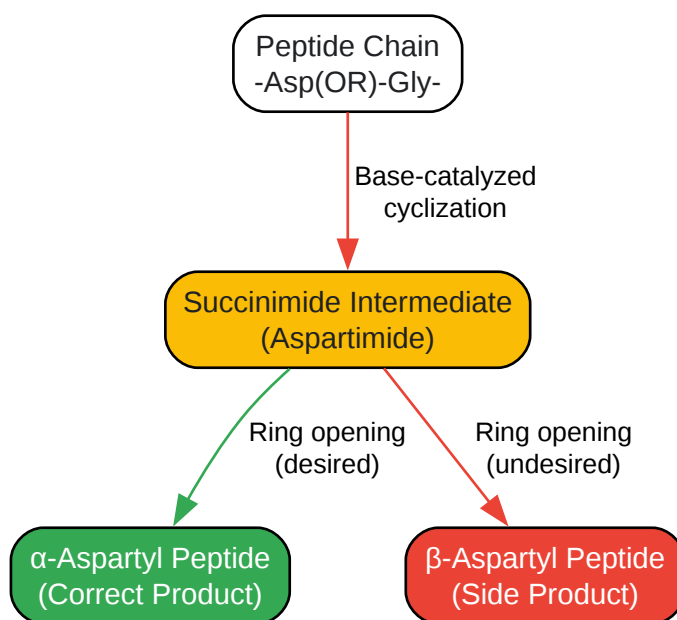 Peptide Chain
-Asp(OR)-Gly-
Base-catalyzed
cyclization
Succinimide Intermediate
(Aspartimide)
Ring opening
(desired)
Ring opening
(undesired)
α-Aspartyl Peptide
(Correct Product)
β-Aspartyl Peptide
(Side Product)